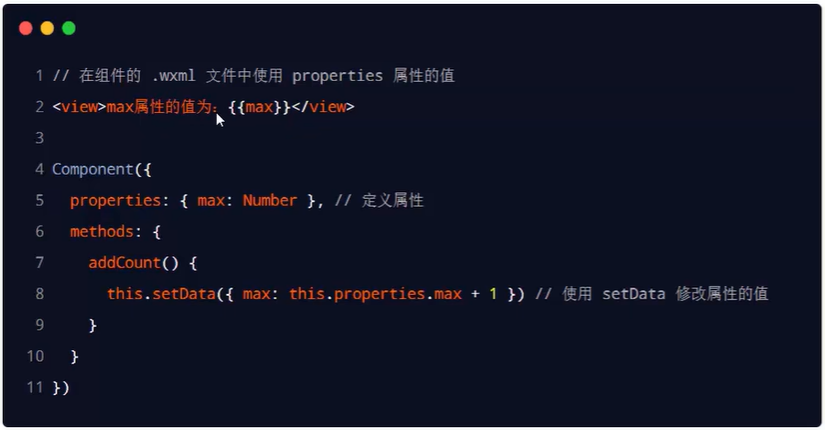 1 // 在组件的 .wxml 文件中使用 properties 属性的值
2 <view>max属性的值为：{{max}}</view>
3
4 Component({
5   properties: { max: Number }, // 定义属性
6   methods: {
7     addCount() {
8       this.setData({ max: this.properties.max + 1 }) // 使用 setData 修改属性的值
9     }
10   }
11 })